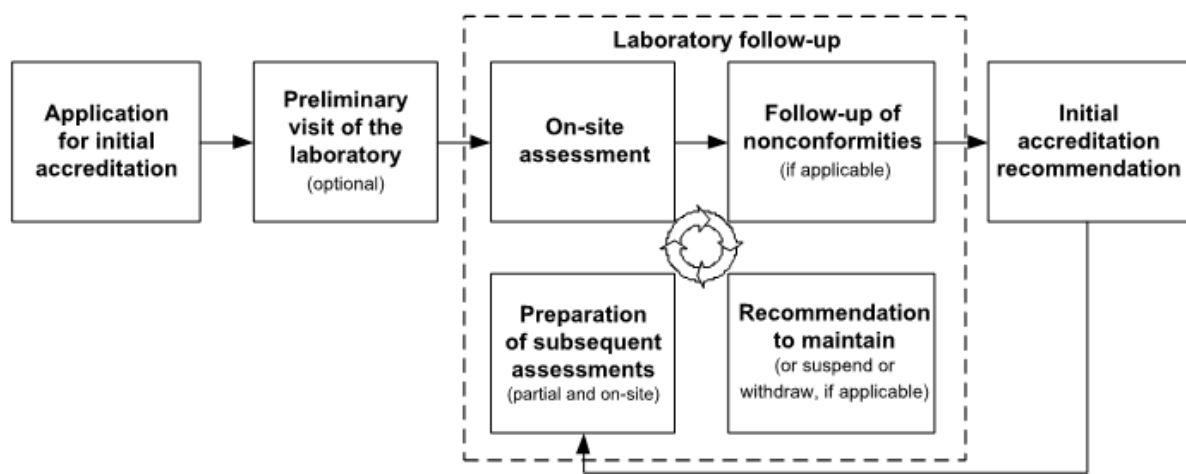 Laboratory follow-up
Application
for initial
accreditation
Preliminary
visit of the
laboratory
(optional)
On-site
assessment
Follow-up of
nonconformities
(if applicable)
Initial
accreditation
recommendation
Preparation
of subsequent
assessments
(partial and on-site)
Recommendation
to maintain
(or suspend or
withdraw, if applicable)